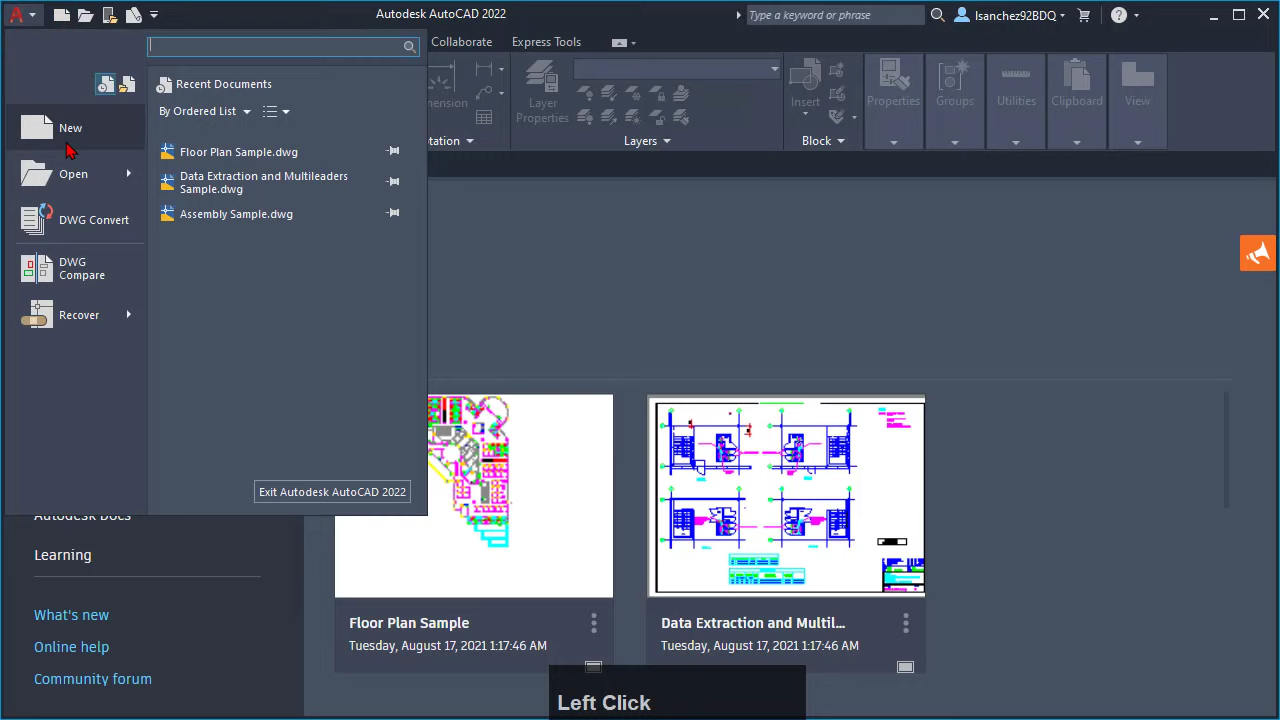 Autodesk AutoCAD 2022
Type a keyword or phrase
Isanchez92BDQ
Collaborate
Express Tools
Recent Documents
By Ordered List
New
Open
DWG Convert
DWG
Compare
Recover
Floor Plan Sample.dwg
Data Extraction and Multileaders
Sample.dwg
Assembly Sample.dwg
Exit Autodesk AutoCAD 2022
Layer
Properties
Layers
Insert
Block
Properties
Groups
Utilities
Clipboard
View
Autodesk Docs
Learning
What's new
Online help
Community forum
Floor Plan Sample
Tuesday, August 17, 2021 1:17:46 AM
Data Extraction and Multil...
Tuesday, August 17, 2021 1:17:46 AM
Left Click